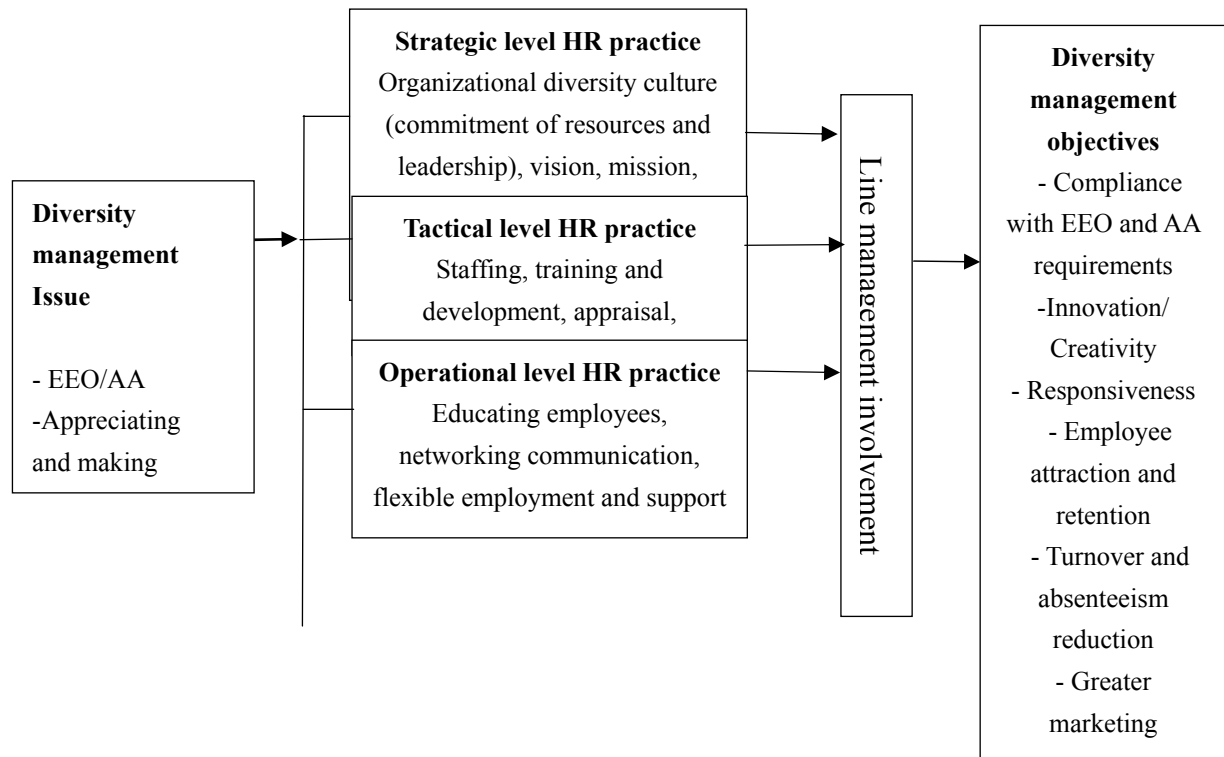 Diversity
management
Issue
- EEO/AA
-Appreciating
and making
Strategic level HR practice
Organizational diversity culture
(commitment of resources and
leadership), vision, mission,
Tactical level HR practice
Staffing, training and
development, appraisal,
Operational level HR practice
Educating employees,
networking communication,
flexible employment and support
Line management involvement
Diversity
management
objectives
- Compliance
with EEO and AA
requirements
-Innovation/
Creativity
- Responsiveness
- Employee
attraction and
retention
- Turnover and
absenteeism
reduction
- Greater
marketing